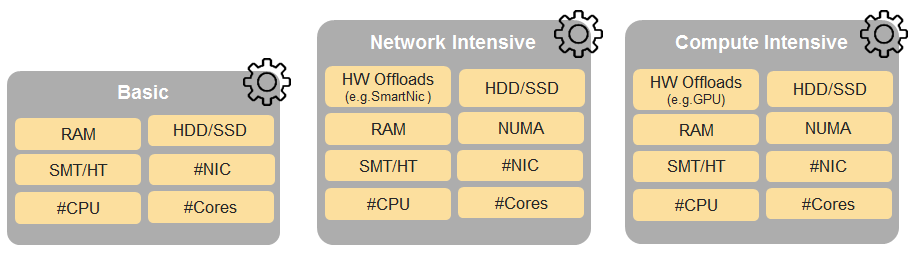 Basic
RAM
HDD/SSD
SMT/HT
#NIC
#CPU
#Cores
Network Intensive
HW Offloads
(e.g.SmartNic )
HDD/SSD
RAM
NUMA
SMT/HT
#NIC
#CPU
#Cores
Compute Intensive
HW Offloads
(e.g.GPU)
HDD/SSD
RAM
NUMA
SMT/HT
#NIC
#CPU
#Cores